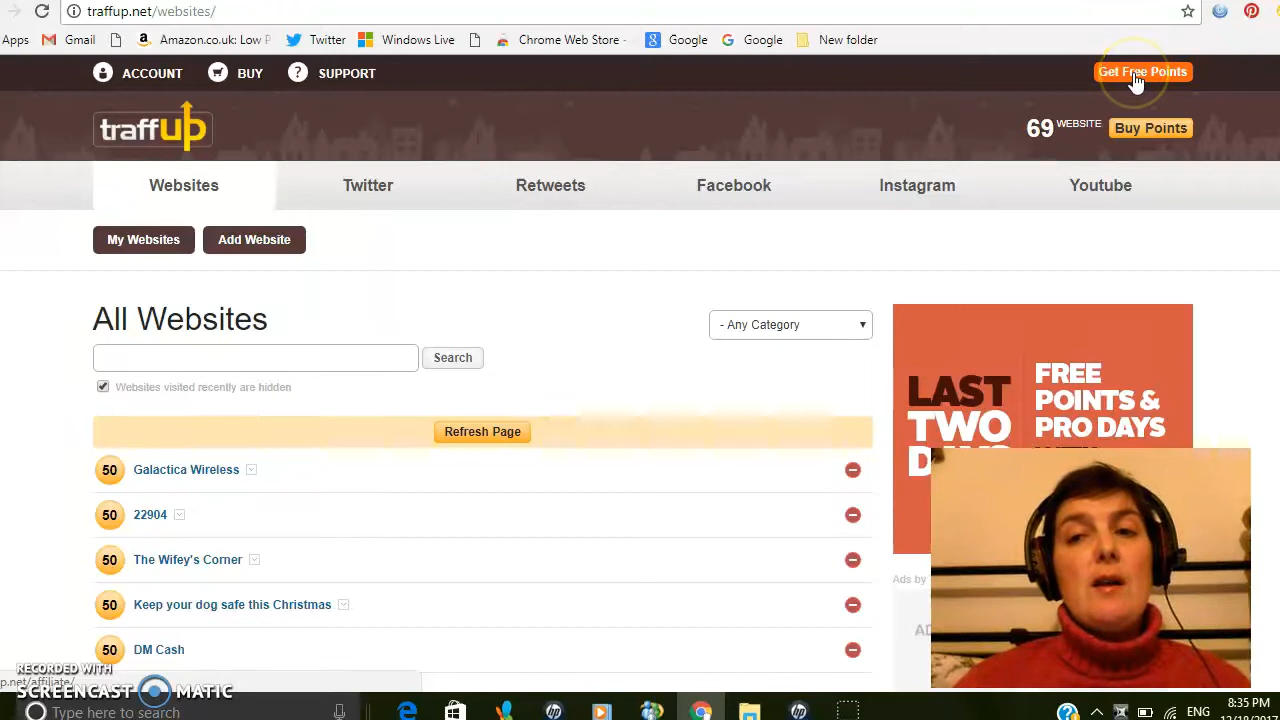 traffup.net/websites/
Apps Gmail Amazon.co.uk: Low P Twitter Windows Live Chrome Web Store - Google Google New folder
ACCOUNT BUY SUPPORT Get Free Points
traffup 69 WEBSITE Buy Points
Websites Twitter Retweets Facebook Instagram Youtube
My Websites Add Website
All Websites
- Any Category
Search
Websites visited recently are hidden
Refresh Page
50 Galactica Wireless
50 22904
50 The Wifey's Corner
50 Keep your dog safe this Christmas
50 DM Cash
LAST
TWO
FREE
POINTS &
PRO DAYS
Ads by
p.net/affiliate/
RECORDED WITH
SCREENCAST MATIC
Type here to search
ENG
8:35 PM